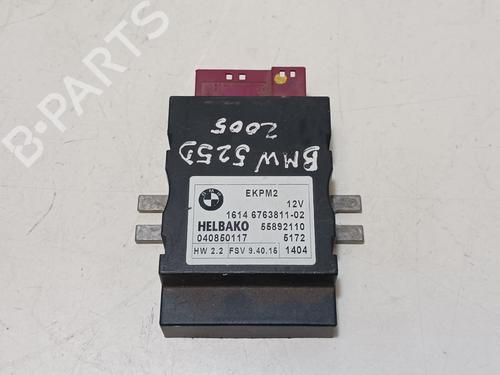 B-PARTS
BMW 525D
2005
EKPM2
12V
1614 6763811-02
HELBAKO 55892110
040850117 5172
HW 2.2 FSV 9.40.15 1404